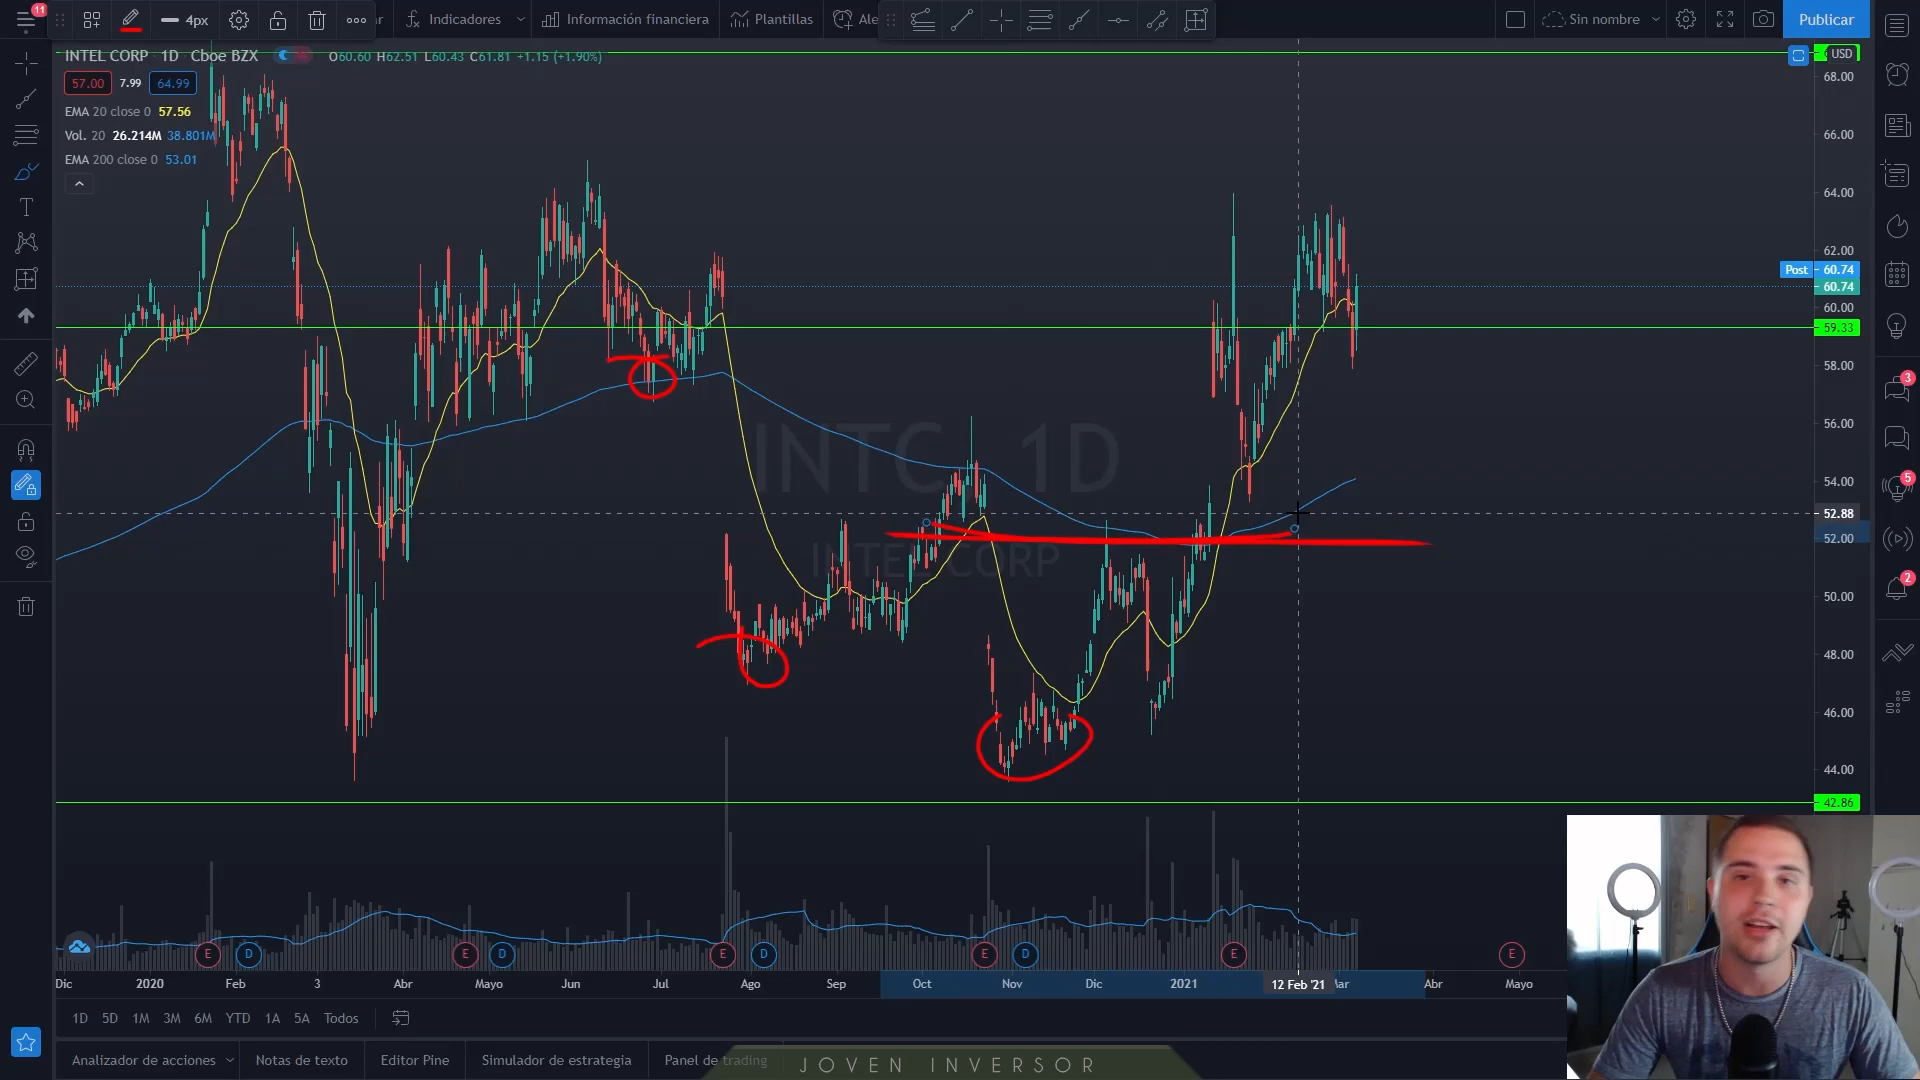 11
4px
Indicadores
Información financiera
Plantillas
Ale
Sin nombre
Publicar
INTEL CORP · 1D · Cboe BZX
O60.60 H62.51 L60.43 C61.81 +1.15 (+1.90%)
57.00 7.99 64.99
EMA 20 close 0 57.56
Vol. 20 26.214M 38.801M
EMA 200 close 0 53.01
USD
68.00
66.00
64.00
62.00
Post 60.74
60.74
60.00
59.33
58.00
56.00
54.00
52.88
52.00
50.00
48.00
46.00
44.00
42.86
INTC, 1D
INTEL CORP
3
5
2
E D E D E D E D E E
Dic 2020 Feb 3 Abr Mayo Jun Jul Ago Sep Oct Nov Dic 2021 12 Feb '21 Mar Abr Mayo
1D 5D 1M 3M 6M YTD 1A 5A Todos
Analizador de acciones Notas de texto Editor Pine Simulador de estrategia Panel de trading
JOVEN INVERSOR